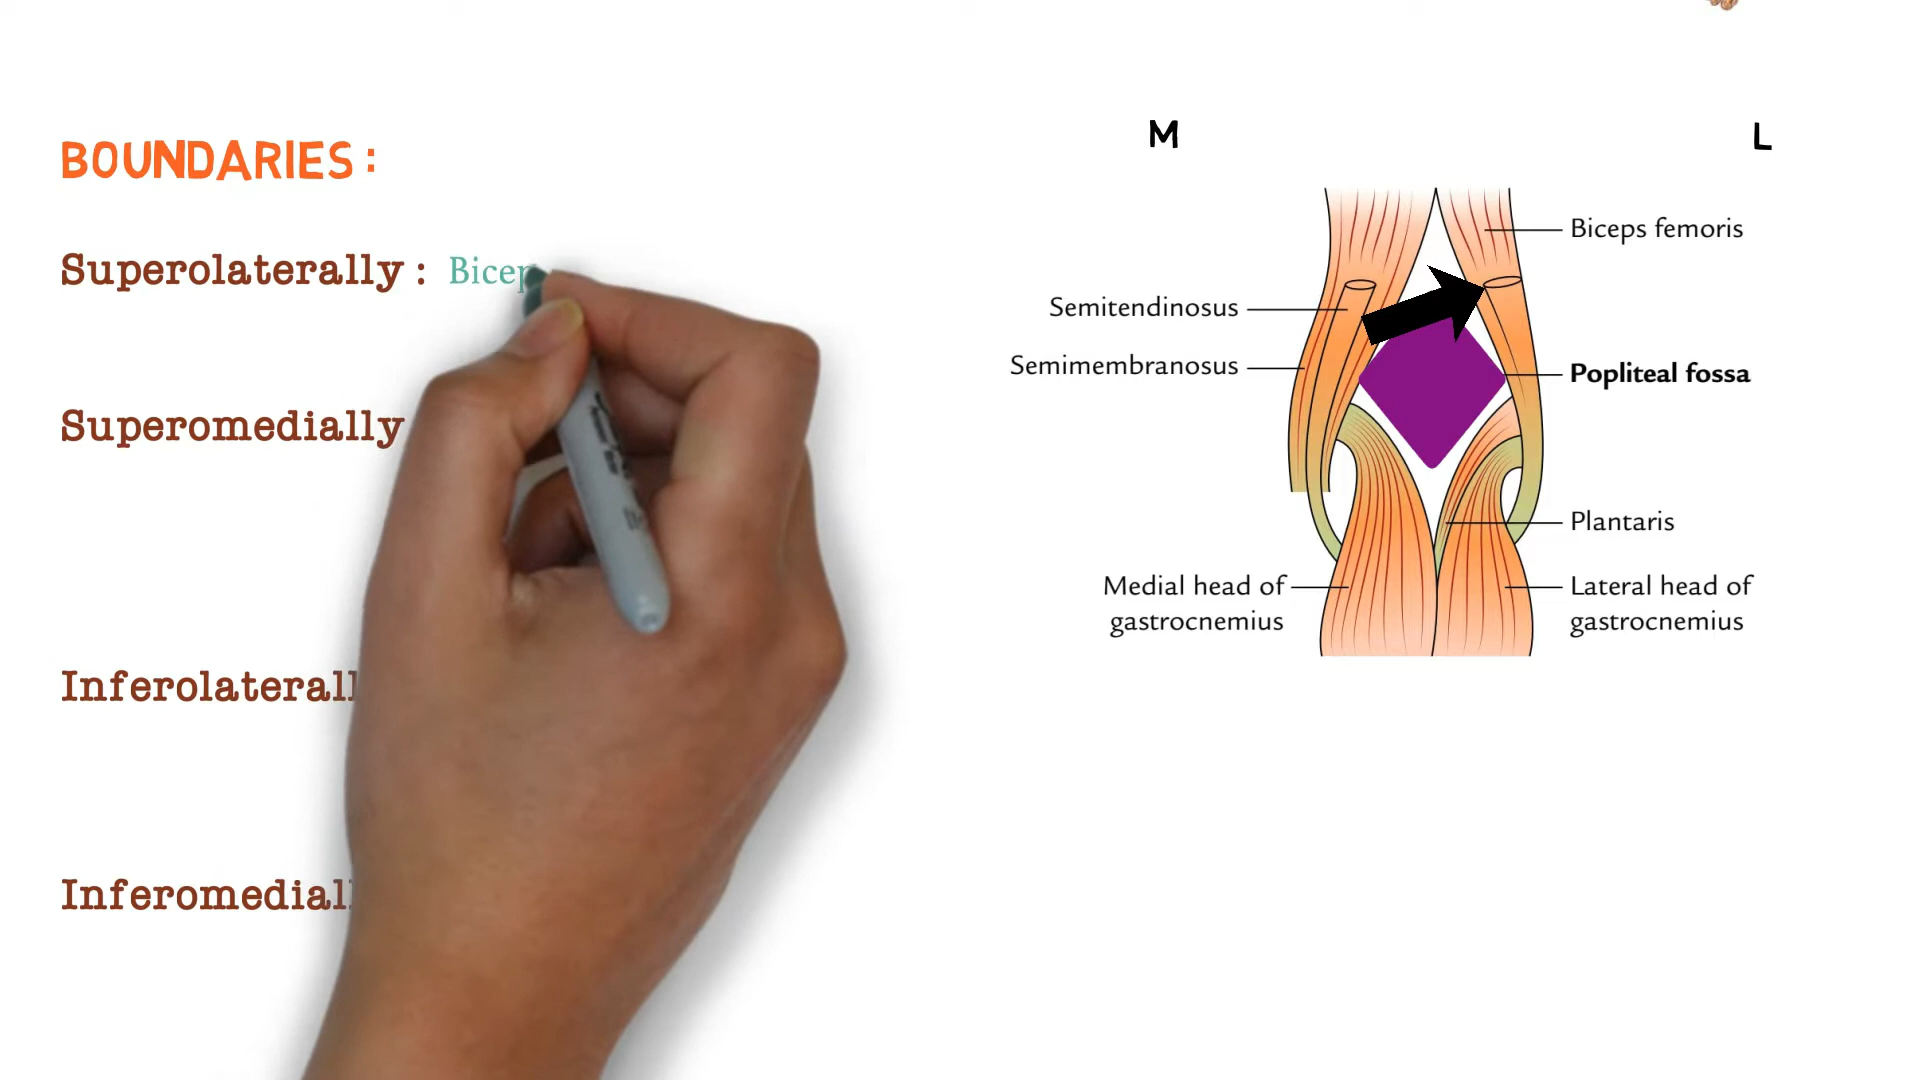 BOUNDARIES :
Superolaterally : Bicep
Superomedially
Inferolaterall
Inferomediall
M
L
Biceps femoris
Semitendinosus
Semimembranosus
Popliteal fossa
Plantaris
Medial head of
gastrocnemius
Lateral head of
gastrocnemius